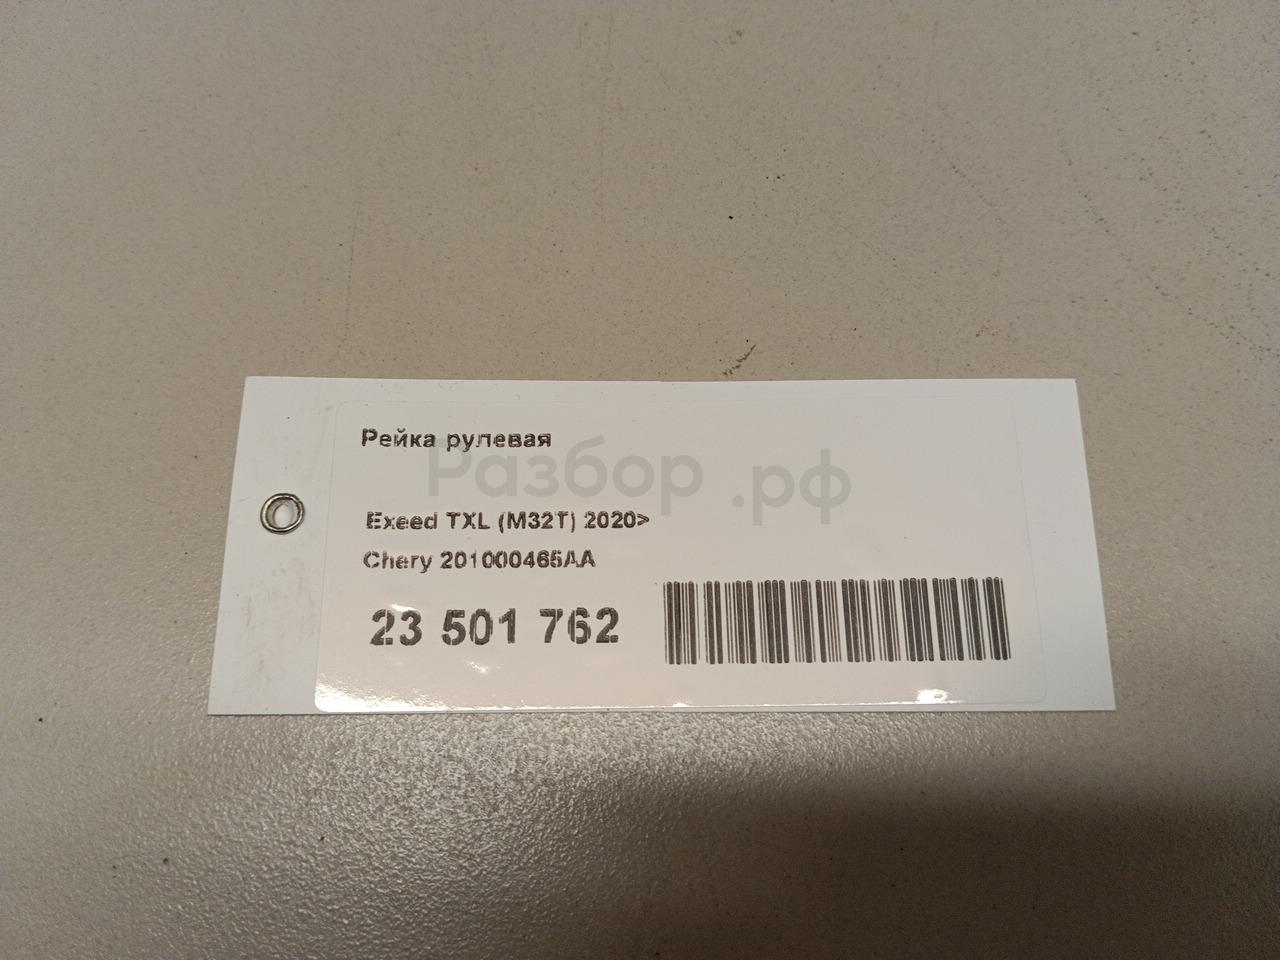 Рейка рулевая
Разбор.рф
Exeed TXL (M32T) 2020>
Chery 201000465AA
23 501 762